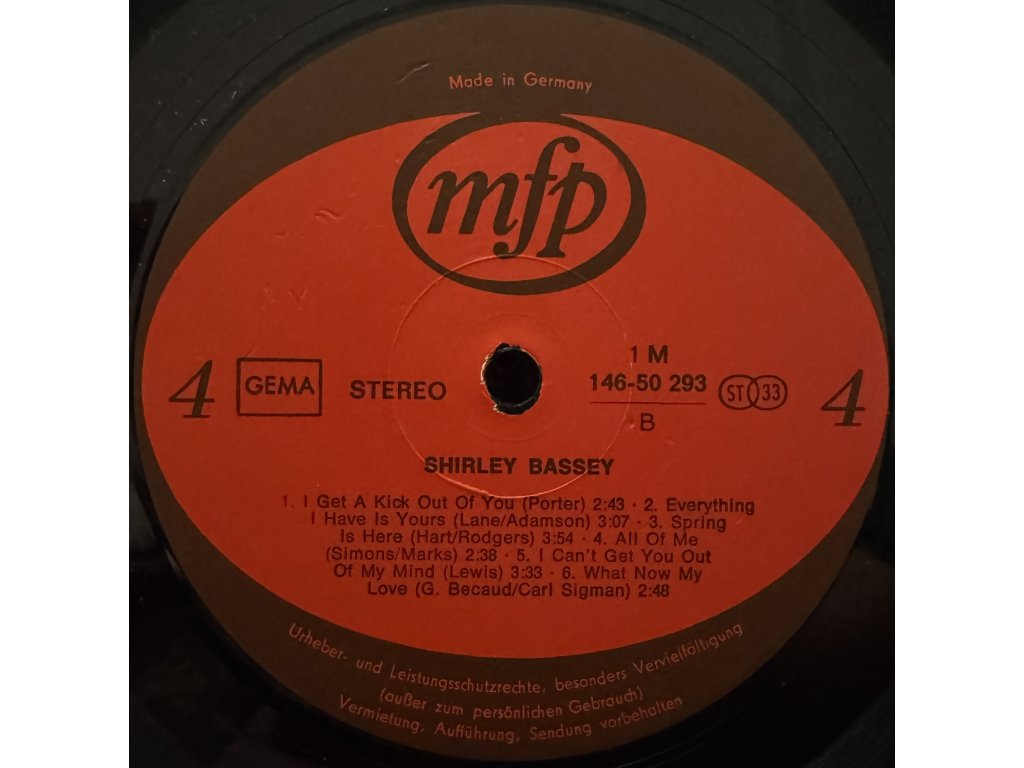 Made in Germany
mfp
4 GEMA STEREO
1 M
146-50 293 ST 33 4
B
SHIRLEY BASSEY
1. I Get A Kick Out Of You (Porter) 2:43 · 2. Everything
I Have Is Yours (Lane/Adamson) 3:07 · 3. Spring
Is Here (Hart/Rodgers) 3:54 · 4. All Of Me
(Simons/Marks) 2:38 · 5. I Can't Get You Out
Of My Mind (Lewis) 3:33 · 6. What Now My
Love (G. Becaud/Carl Sigman) 2:48
Urheber- und Leistungsschutzrechte, besonders Vervielfältigung
(außer zum persönlichen Gebrauch)
Vermietung, Aufführung, Sendung vorbehalten